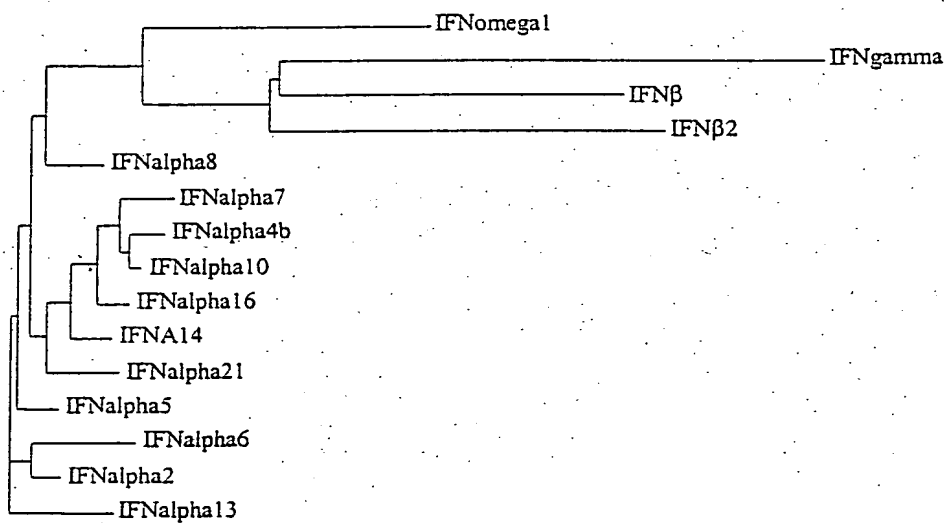 IFNomega1
IFNgamma
IFNβ
IFNβ2
IFNalpha8
IFNalpha7
IFNalpha4b
IFNalpha10
IFNalpha16
IFNA14
IFNalpha21
IFNalpha5
IFNalpha6
IFNalpha2
IFNalpha13